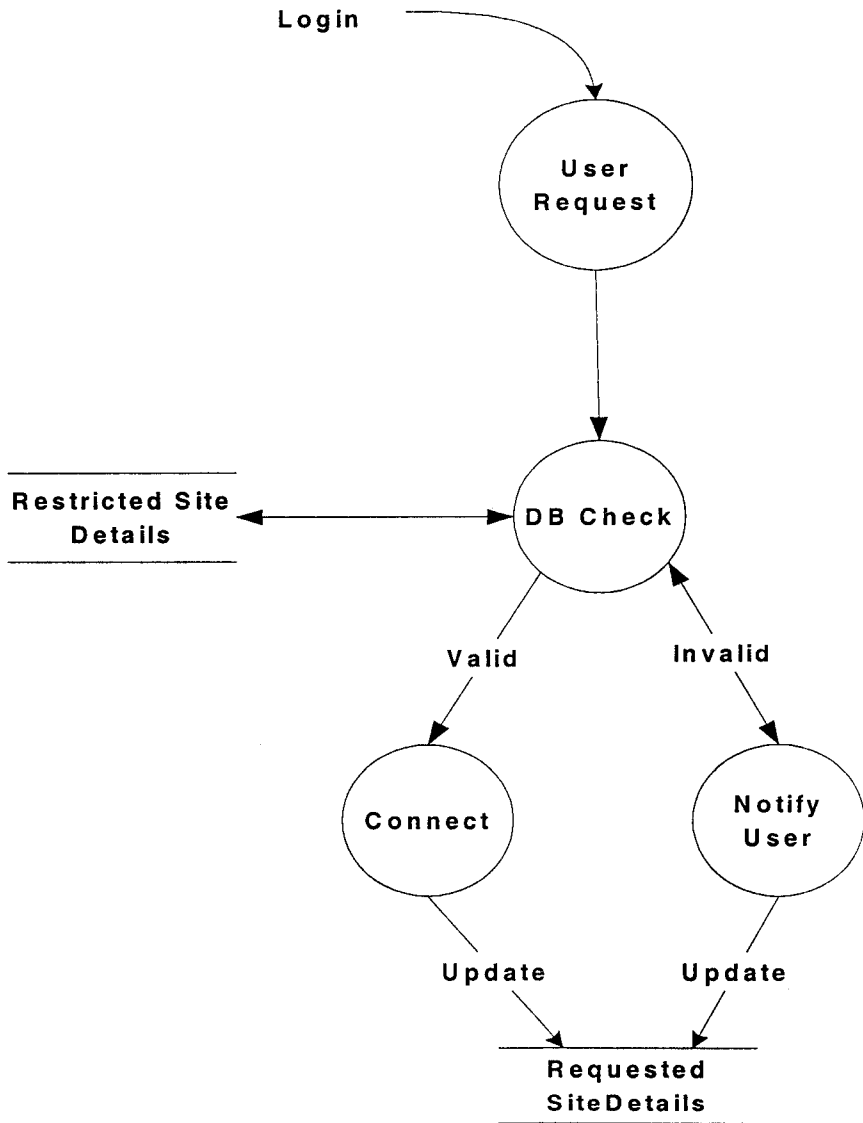 Login
User
Request
Restricted Site
Details
DB Check
Valid
Invalid
Connect
Notify
User
Update
Update
Requested
SiteDetails